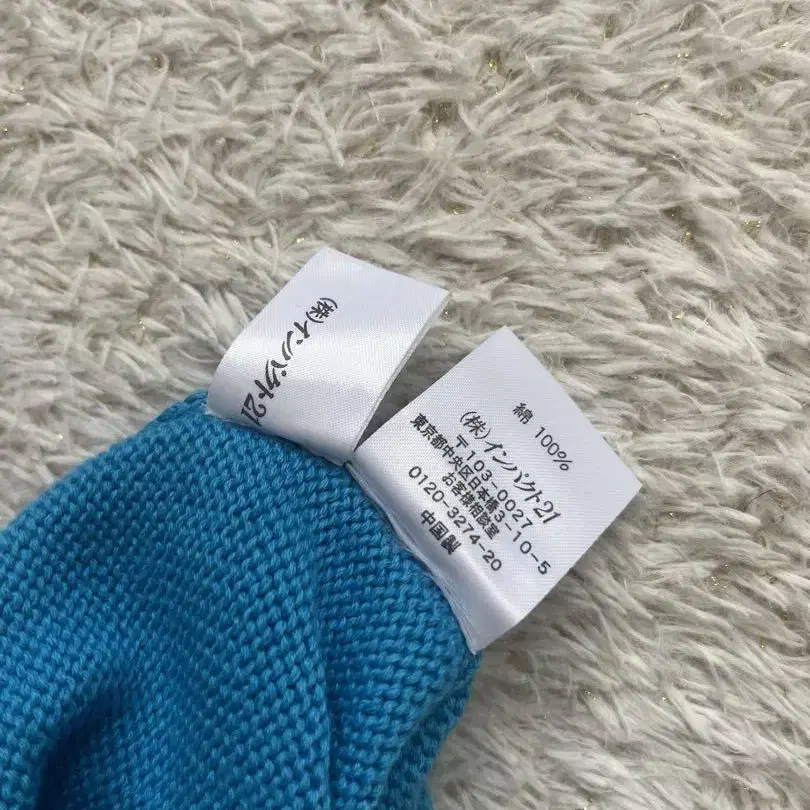 (株)インパクト21
綿 100%
(株)インパクト21
〒103-0027
東京都中央区日本橋3-10-5
お客様相談室
0120-3274-20
中国製